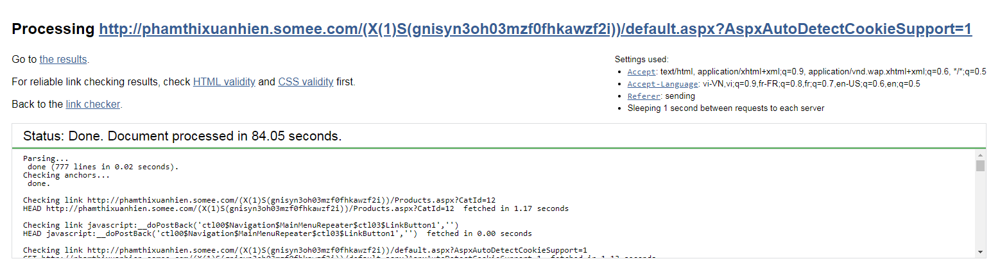 Processing http://phamthixuanhien.somee.com/(X(1)S(gnisyn3oh03mzf0fhkawzf2i))/default.aspx?AspxAutoDetectCookieSupport=1
Go to the results.
For reliable link checking results, check HTML validity and CSS validity first.
Back to the link checker.
Settings used:
Accept: text/html, application/xhtml+xml;q=0.9, application/vnd.wap.xhtml+xml;q=0.6, */*;q=0.5
Accept-Language: vi-VN,vi;q=0.9,fr-FR;q=0.8,fr;q=0.7,en-US;q=0.6,en;q=0.5
Referer: sending
Sleeping 1 second between requests to each server
Status: Done. Document processed in 84.05 seconds.
Parsing...
done (777 lines in 0.02 seconds).
Checking anchors...
done.
Checking link http://phamthixuanhien.somee.com/(X(1)S(gnisyn3oh03mzf0fhkawzf2i))/Products.aspx?CatId=12
HEAD http://phamthixuanhien.somee.com/(X(1)S(gnisyn3oh03mzf0fhkawzf2i))/Products.aspx?CatId=12 fetched in 1.17 seconds
Checking link javascript:__doPostBack('ctl00$Navigation$MainMenuRepeater$ctl03$LinkButton1','')
HEAD javascript:__doPostBack('ctl00$Navigation$MainMenuRepeater$ctl03$LinkButton1','') fetched in 0.00 seconds
Checking link http://phamthixuanhien.somee.com/(X(1)S(gnisyn3oh03mzf0fhkawzf2i))/default.aspx?AspxAutoDetectCookieSupport=1